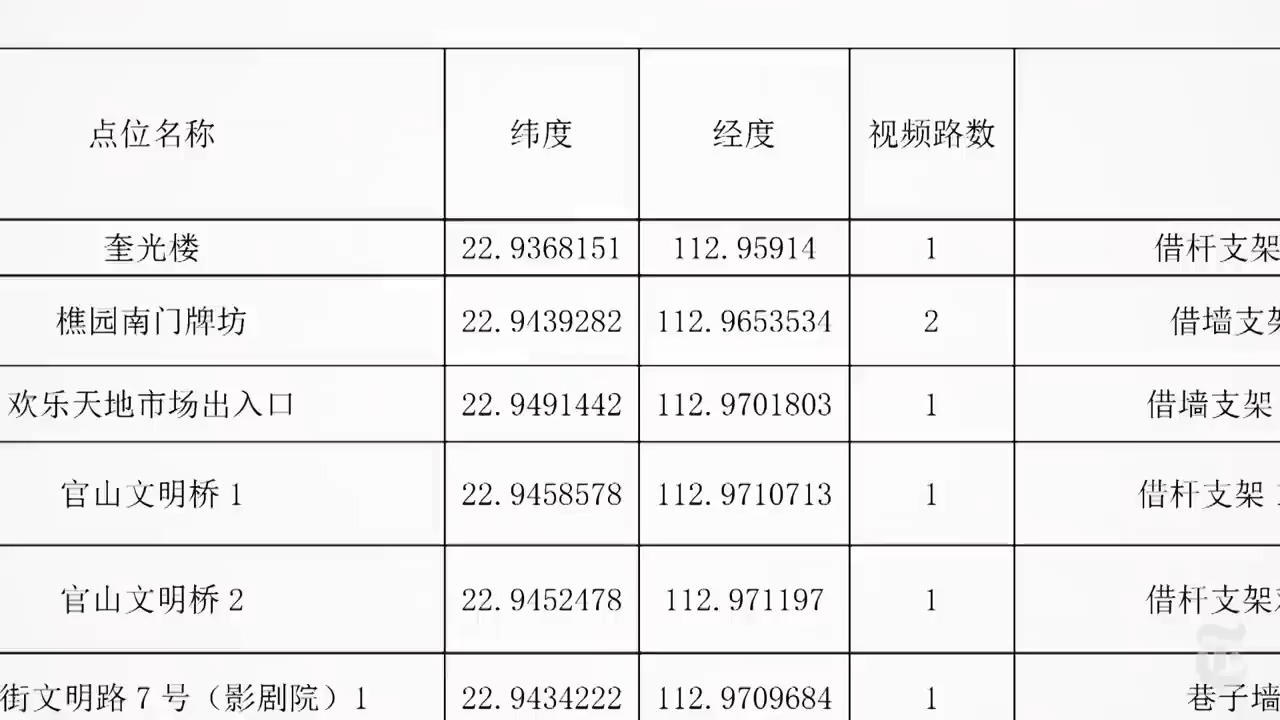 点位名称 纬度 经度 视频路数
奎光楼 22.9368151 112.95914 1 借杆支架
樵园南门牌坊 22.9439282 112.9653534 2 借墙支架
欢乐天地市场出入口 22.9491442 112.9701803 1 借墙支架
官山文明桥 1 22.9458578 112.9710713 1 借杆支架
官山文明桥 2 22.9452478 112.971197 1 借杆支架
街文明路 7 号（影剧院）1 22.9434222 112.9709684 1 巷子墙